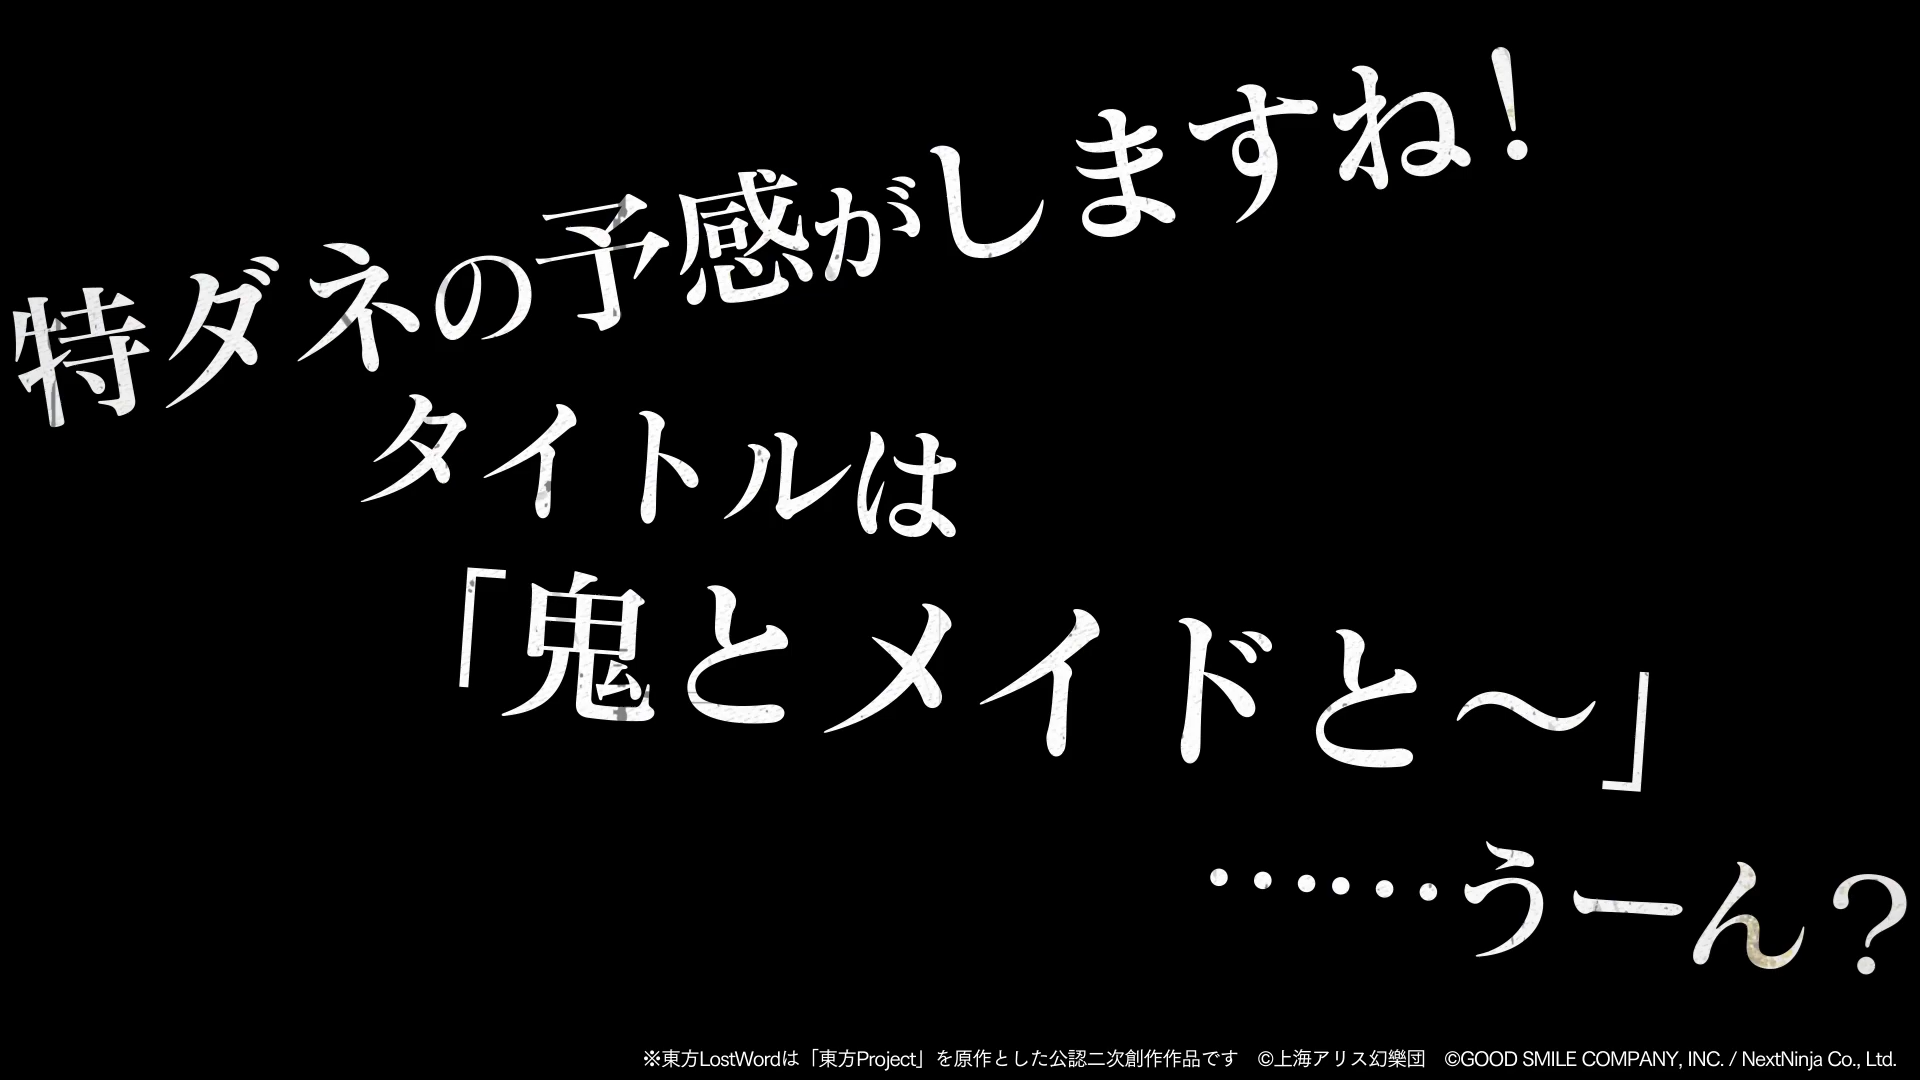 特ダネの予感がしますね！
タイトルは
「鬼とメイドと〜」
……うーん？
※東方LostWordは「東方Project」を原作とした公認二次創作作品です　©上海アリス幻樂団　©GOOD SMILE COMPANY, INC. / NextNinja Co., Ltd.